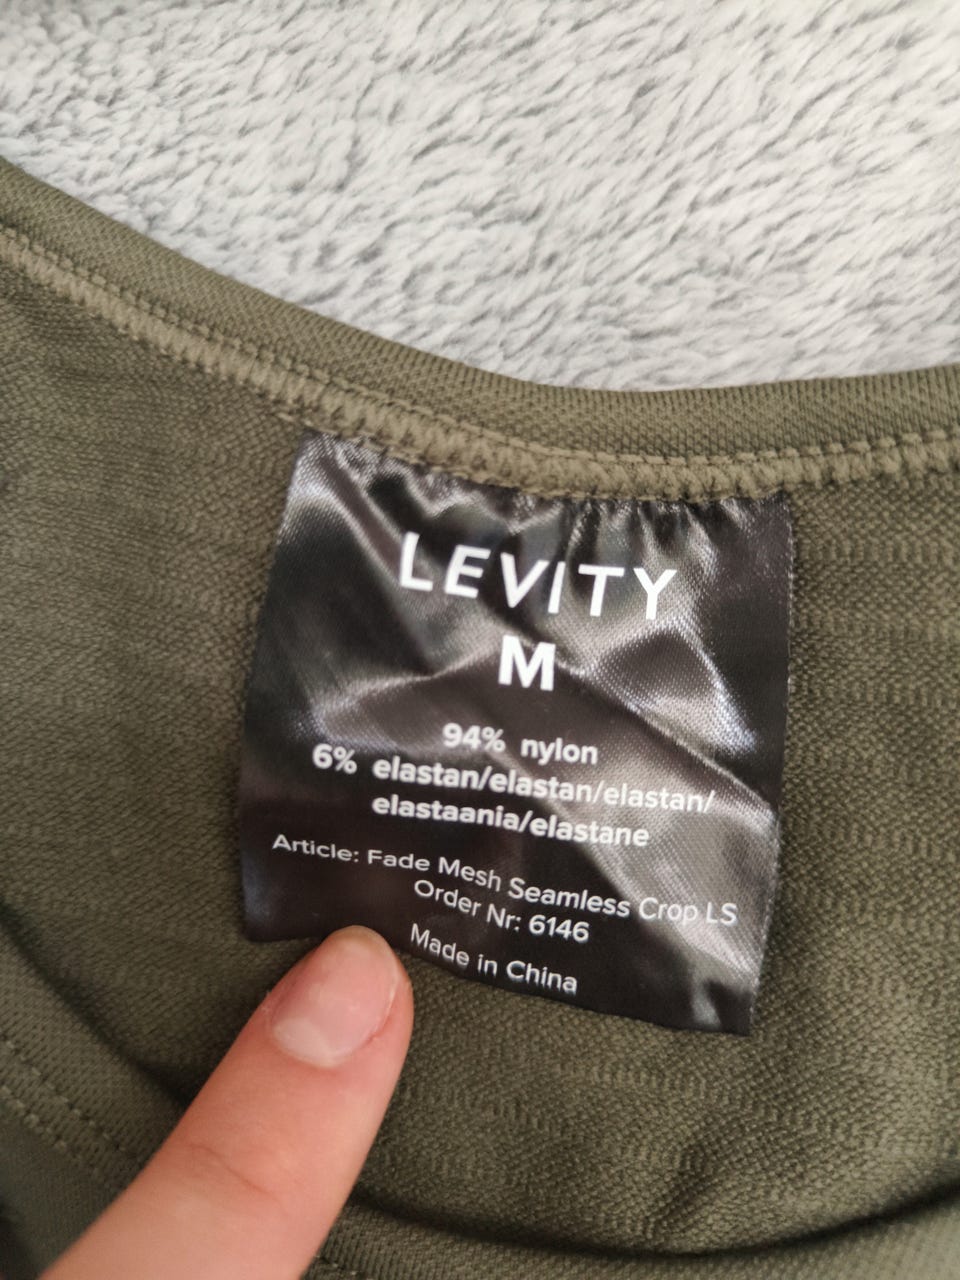 LEVITY
M
94% nylon
6% elastan/elastan/elastan/
elastaania/elastane
Article: Fade Mesh Seamless Crop LS
Order Nr: 6146
Made in China